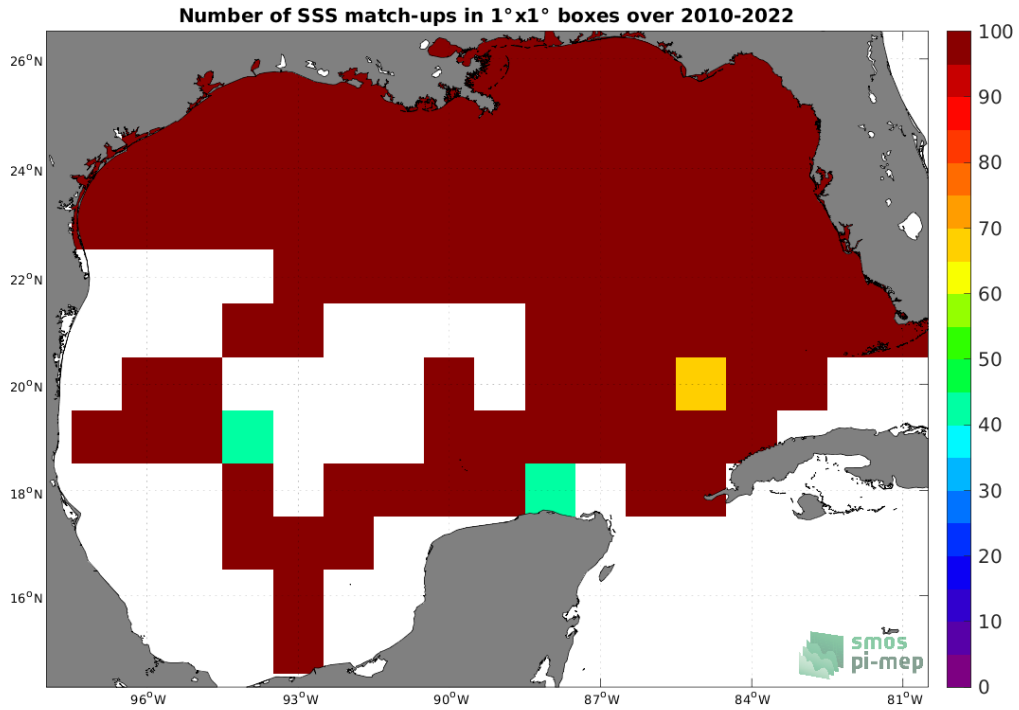 Number of SSS match-ups in 1°x1° boxes over 2010-2022
26°N
24°N
22°N
20°N
18°N
16°N
96°W
93°W
90°W
87°W
84°W
81°W
100
90
80
70
60
50
40
30
20
10
0
smos
pi-mep